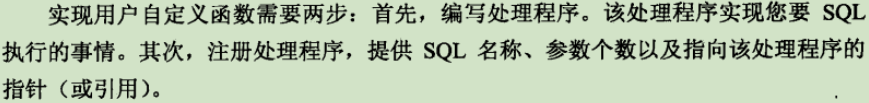 实现用户自定义函数需要两步：首先，编写处理程序。该处理程序实现您要 SQL
执行的事情。其次，注册处理程序，提供 SQL 名称、参数个数以及指向该处理程序的
指针（或引用）。